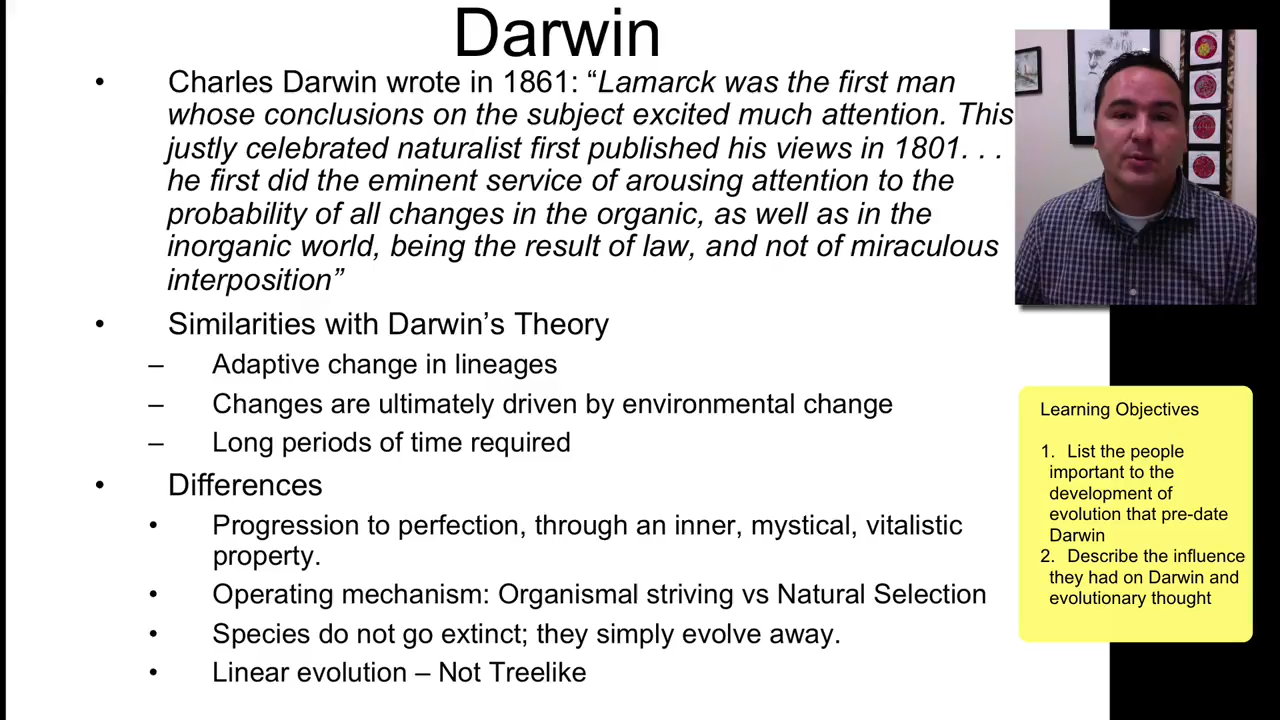 Darwin
• Charles Darwin wrote in 1861: “Lamarck was the first man
whose conclusions on the subject excited much attention. This
justly celebrated naturalist first published his views in 1801. . .
he first did the eminent service of arousing attention to the
probability of all changes in the organic, as well as in the
inorganic world, being the result of law, and not of miraculous
interposition”
• Similarities with Darwin’s Theory
– Adaptive change in lineages
– Changes are ultimately driven by environmental change
– Long periods of time required
• Differences
• Progression to perfection, through an inner, mystical, vitalistic
property.
• Operating mechanism: Organismal striving vs Natural Selection
• Species do not go extinct; they simply evolve away.
• Linear evolution – Not Treelike
Learning Objectives
1. List the people
important to the
development of
evolution that pre-date
Darwin
2. Describe the influence
they had on Darwin and
evolutionary thought